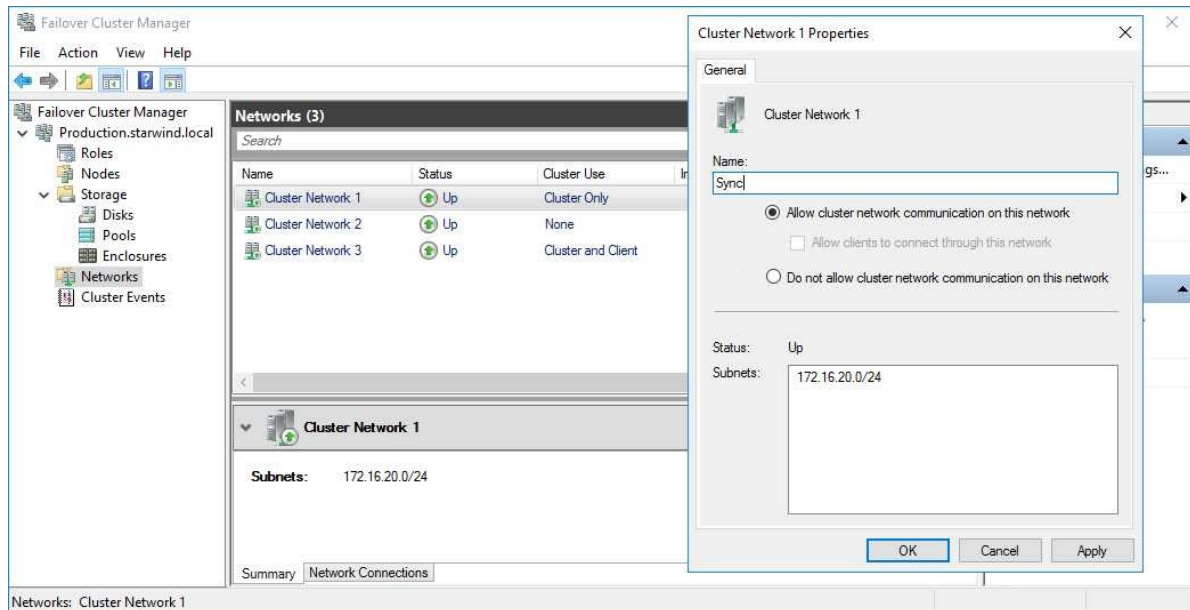 Failover Cluster Manager
File Action View Help
Failover Cluster Manager
Production.starwind.local
Roles
Nodes
Storage
Disks
Pools
Enclosures
Networks
Cluster Events
Networks (3)
Search
Name Status Cluster Use
Cluster Network 1 Up Cluster Only
Cluster Network 2 Up None
Cluster Network 3 Up Cluster and Client
Cluster Network 1
Subnets: 172.16.20.0/24
Summary Network Connections
Networks: Cluster Network 1
Cluster Network 1 Properties
General
Cluster Network 1
Name:
Sync
Allow cluster network communication on this network
Allow clients to connect through this network
Do not allow cluster network communication on this network
Status: Up
Subnets: 172.16.20.0/24
OK Cancel Apply
gs...